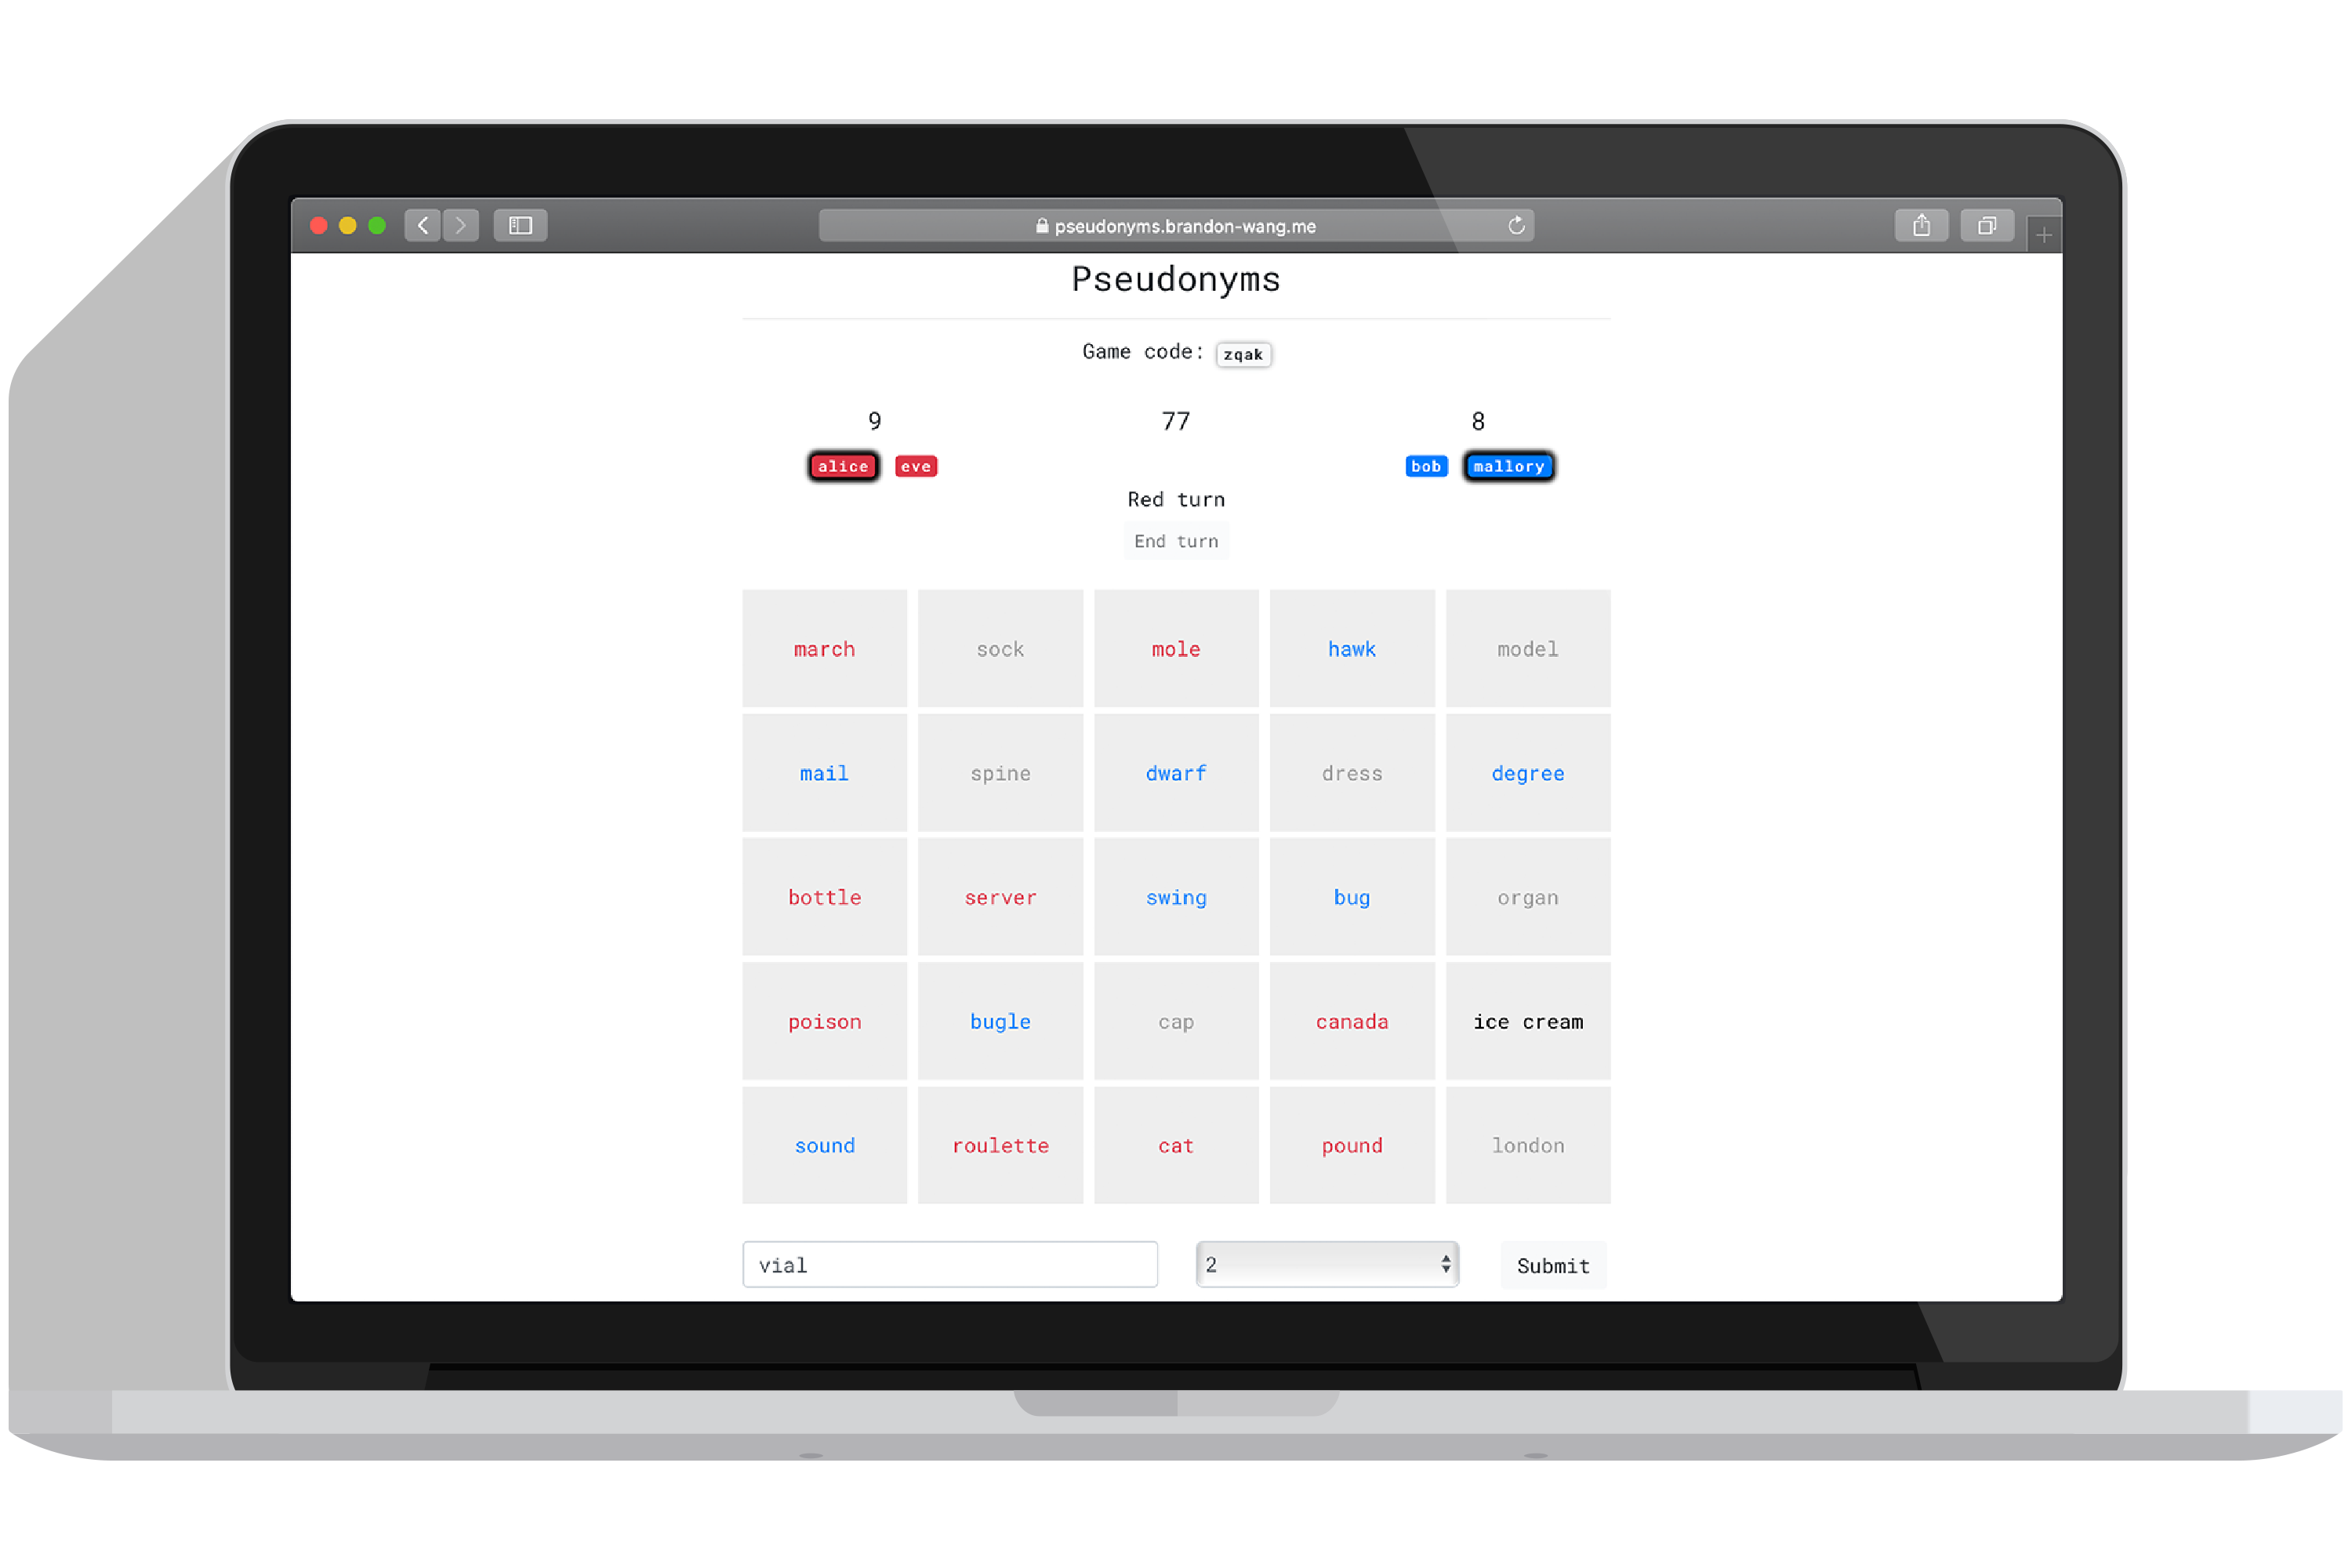 pseudonyms.brandon-wang.me
Pseudonyms
Game code: zqak
9 77 8
alice eve bob mallory
Red turn
End turn
march sock mole hawk model
mail spine dwarf dress degree
bottle server swing bug organ
poison bugle cap canada ice cream
sound roulette cat pound london
vial 2 Submit